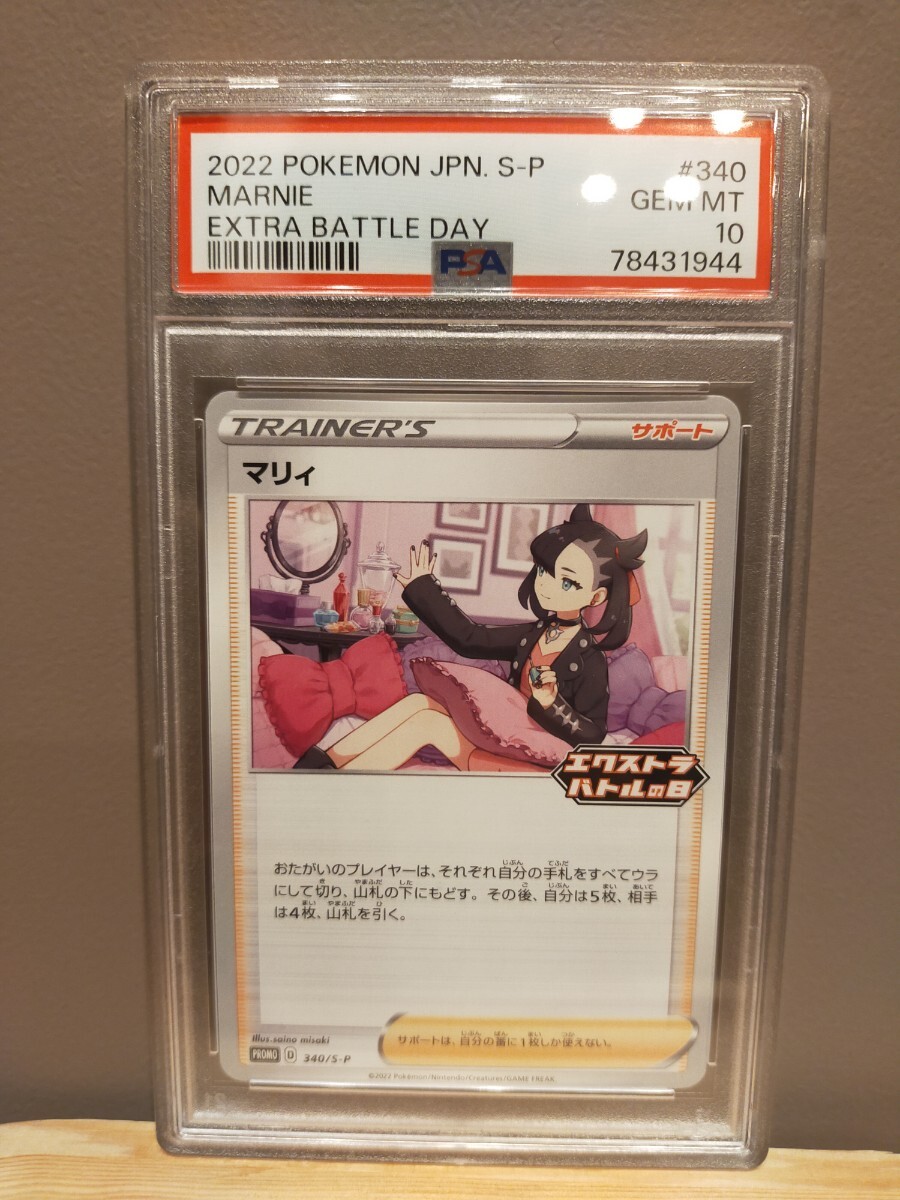 2022 POKEMON JPN. S-P #340
MARNIE GEM MT
EXTRA BATTLE DAY 10
PSA 78431944
TRAINER'S サポート
マリィ
エクストラ
バトルの日
おたがいのプレイヤーは、それぞれ自分の手札をすべてウラ
にして切り、山札の下にもどす。その後、自分は5枚、相手
は4枚、山札を引く。
Illus. saino misaki
サポートは、自分の番に1枚しか使えない。
PROMO D 340/S-P
©2022 Pokémon/Nintendo/Creatures/GAME FREAK